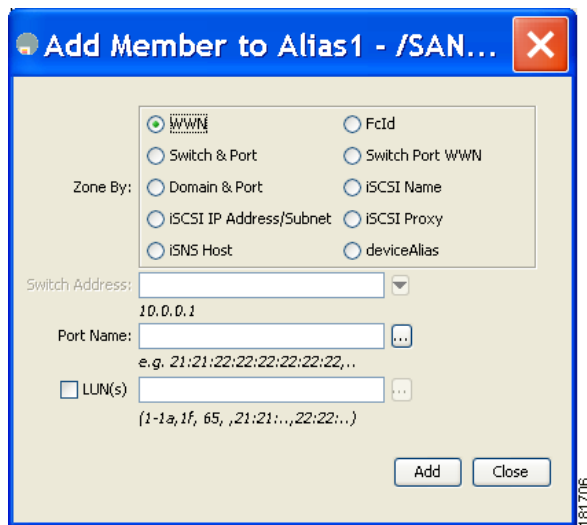 Add Member to Alias1 - /SAN...
WWN
FcId
Switch & Port
Switch Port WWN
Zone By:
Domain & Port
iSCSI Name
iSCSI IP Address/Subnet
iSCSI Proxy
iSNS Host
deviceAlias
Switch Address:
10.0.0.1
Port Name:
...
e.g. 21:21:22:22:22:22:22:22,..
LUN(s)
...
(1-1a,1f, 65, ,21:21:..,22:22:..)
Add
Close
181706